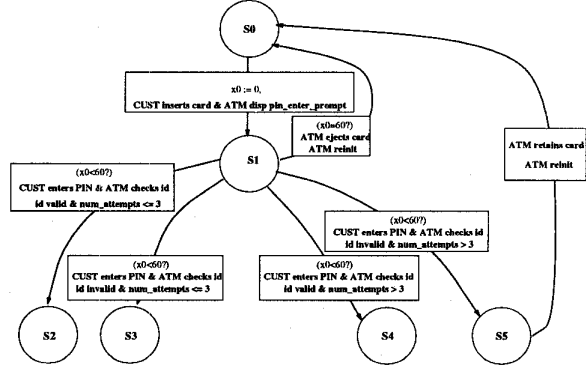 S0
x0 := 0,
CUST inserts card & ATM disp pin_enter_prompt
(x0=60?)
ATM ejects card
ATM reinit
ATM retains card
ATM reinit
S1
(x0<60?)
CUST enters PIN & ATM checks id
id valid & num_attempts <= 3
(x0<60?)
CUST enters PIN & ATM checks id
id invalid & num_attempts > 3
(x0<60?)
CUST enters PIN & ATM checks id
id invalid & num_attempts <= 3
(x0<60?)
CUST enters PIN & ATM checks id
id valid & num_attempts > 3
S2
S3
S4
S5